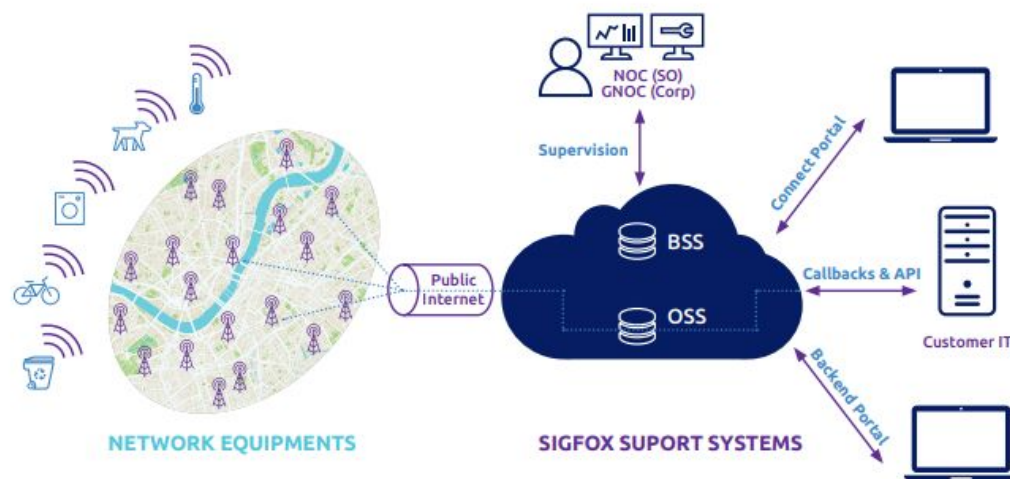 NOC (SO)
GNOC (Corp)
Supervision
Connect Portal
BSS
Public
Internet
Callbacks & API
OSS
Customer IT
Backend Portal
NETWORK EQUIPMENTS
SIGFOX SUPORT SYSTEMS